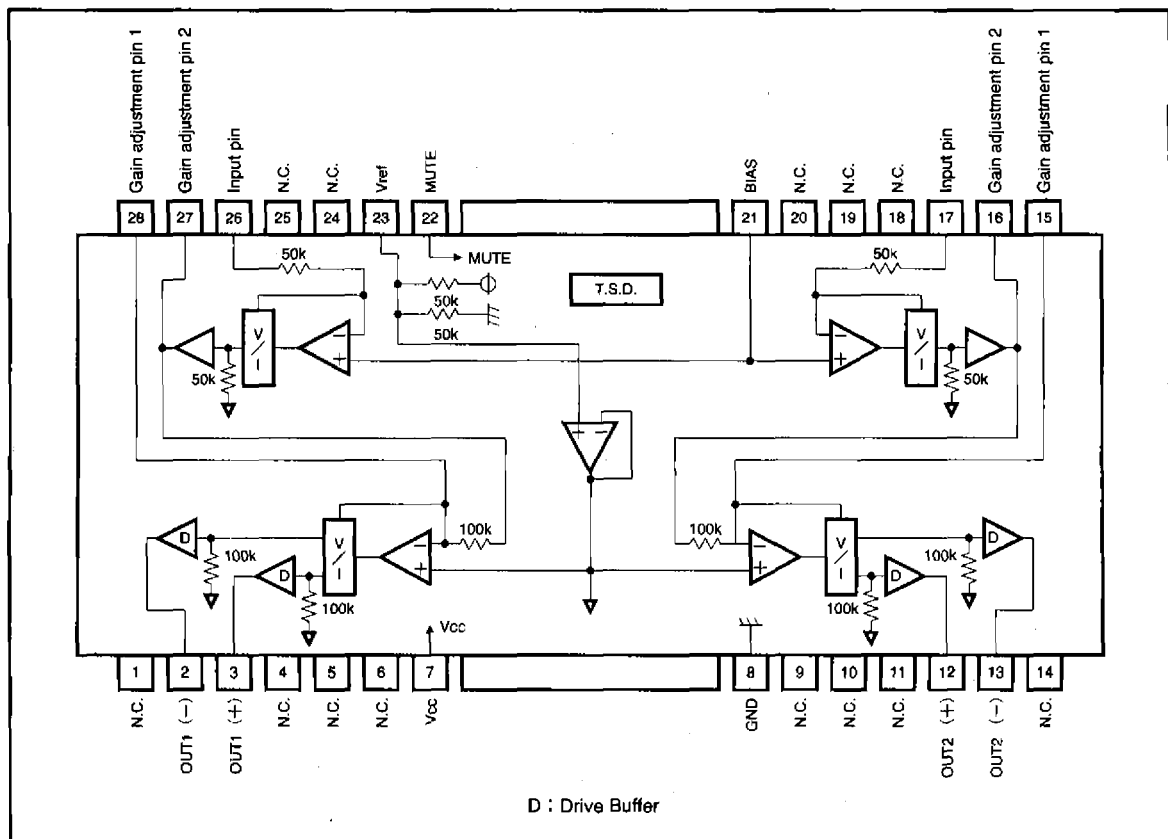 Gain adjustment pin 1
Gain adjustment pin 2
Input pin
N.C.
N.C.
Vref
MUTE
BIAS
N.C.
N.C.
N.C.
Input pin
Gain adjustment pin 2
Gain adjustment pin 1
28 27 26 25 24 23 22 21 20 19 18 17 16 15
MUTE
T.S.D.
50k
50k
50k
50k
V/I
− +
50k
− +
V/I
50k
+ −
100k
100k
D
100k
D
100k
V/I
− +
− +
V/I
D
100k
D
100k
Vcc
1 2 3 4 5 6 7 8 9 10 11 12 13 14
N.C.
OUT1 (−)
OUT1 (+)
N.C.
N.C.
N.C.
Vcc
GND
N.C.
N.C.
N.C.
OUT2 (+)
OUT2 (−)
N.C.
D : Drive Buffer